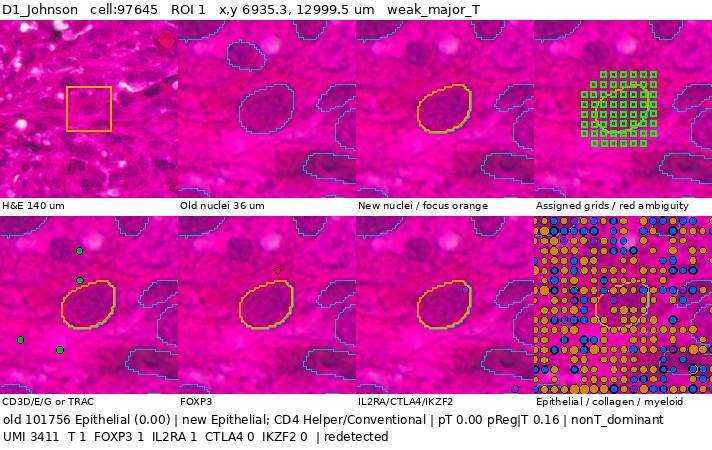 D1_Johnson   cell:97645   ROI 1   x,y 6935.3, 12999.5 um   weak_major_T
H&E 140 um
Old nuclei 36 um
New nuclei / focus orange
Assigned grids / red ambiguity
CD3D/E/G or TRAC
FOXP3
IL2RA/CTLA4/IKZF2
Epithelial / collagen / myeloid
old 101756 Epithelial (0.00) | new Epithelial; CD4 Helper/Conventional | pT 0.00 pReg|T 0.16 | nonT_dominant
UMI 3411  T 1  FOXP3 1  IL2RA 1  CTLA4 0  IKZF2 0  | redetected